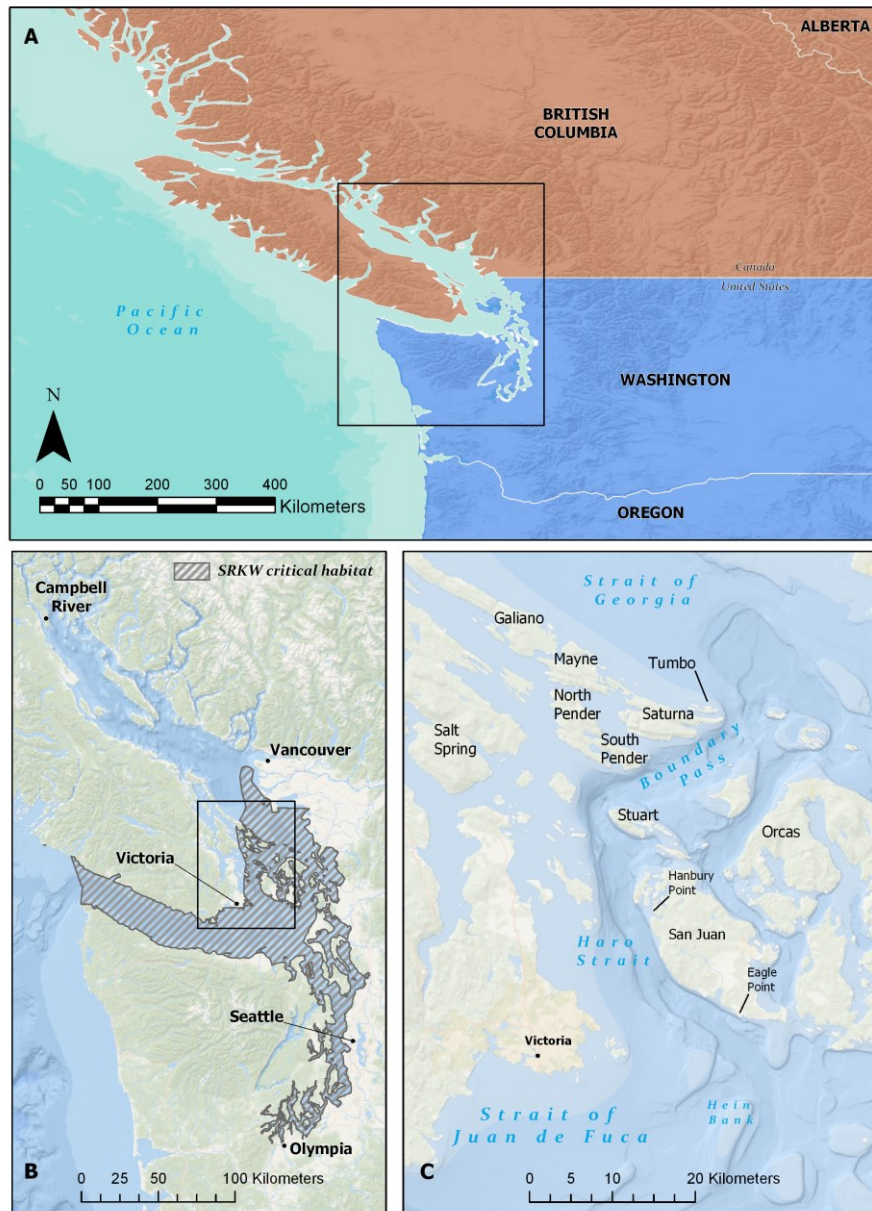 A
ALBERTA
BRITISH
COLUMBIA
Canada
United States
Pacific
Ocean
WASHINGTON
N
0 50 100 200 300 400
Kilometers
OREGON
SRKW critical habitat
Campbell
River
Vancouver
Victoria
Seattle
Olympia
B
0 25 50 100 Kilometers
Strait of
Georgia
Galiano
Mayne
Tumbo
North
Pender
Saturna
Salt
Spring
South
Pender
Boundary
Pass
Stuart
Orcas
Hanbury
Point
San Juan
Haro
Strait
Eagle
Point
Victoria
Hein
Bank
Strait of
Juan de Fuca
0 5 10 20 Kilometers
C